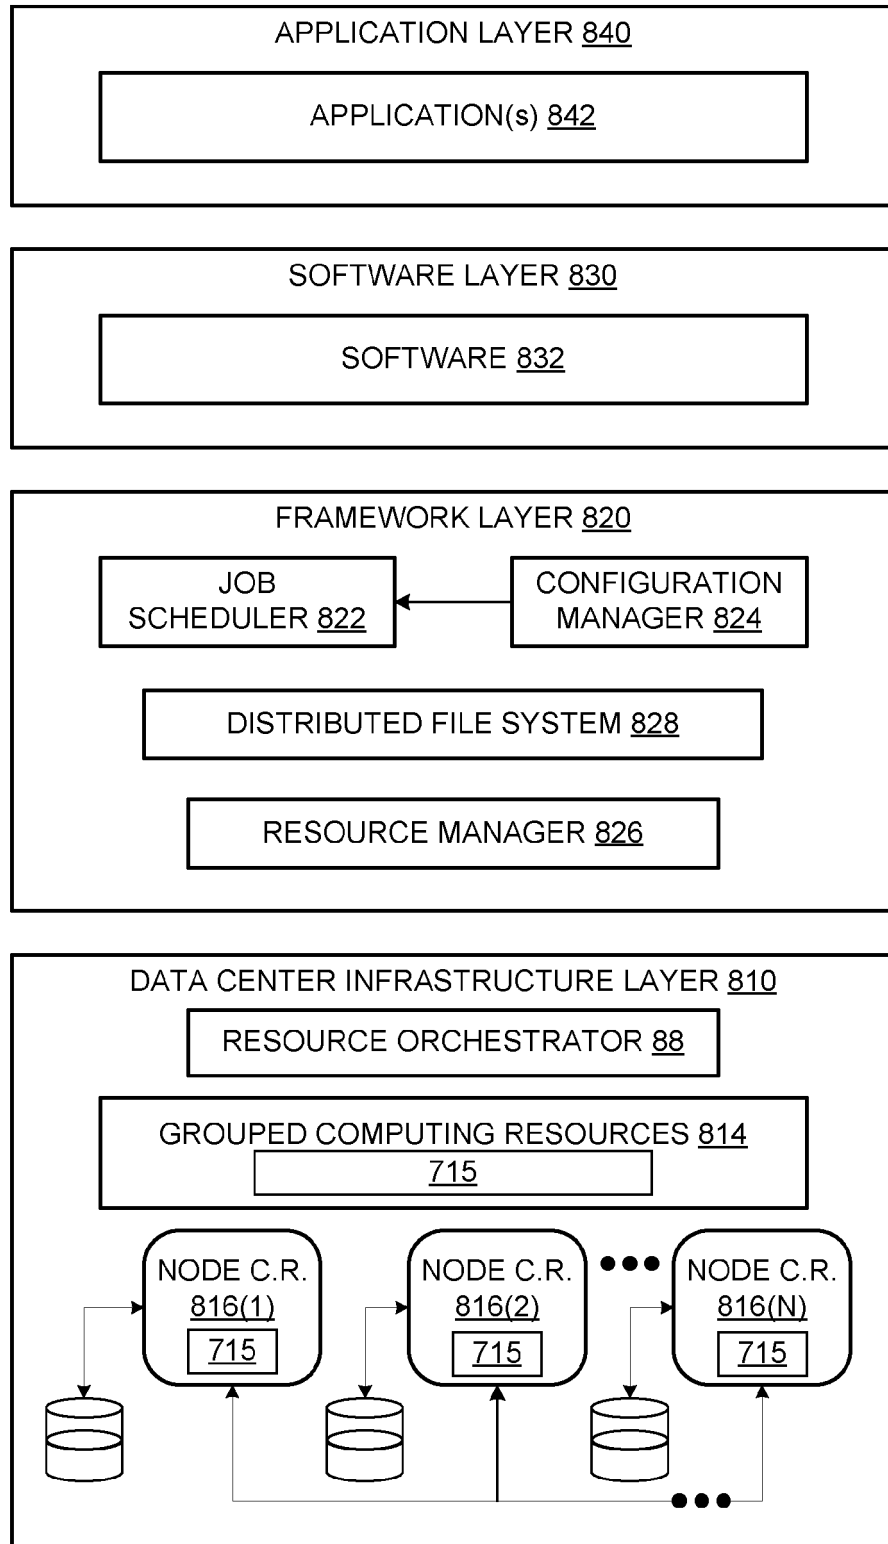 APPLICATION LAYER 840
APPLICATION(s) 842
SOFTWARE LAYER 830
SOFTWARE 832
FRAMEWORK LAYER 820
JOB
SCHEDULER 822
CONFIGURATION
MANAGER 824
DISTRIBUTED FILE SYSTEM 828
RESOURCE MANAGER 826
DATA CENTER INFRASTRUCTURE LAYER 810
RESOURCE ORCHESTRATOR 88
GROUPED COMPUTING RESOURCES 814
715
NODE C.R.
816(1)
715
NODE C.R.
816(2)
715
NODE C.R.
816(N)
715